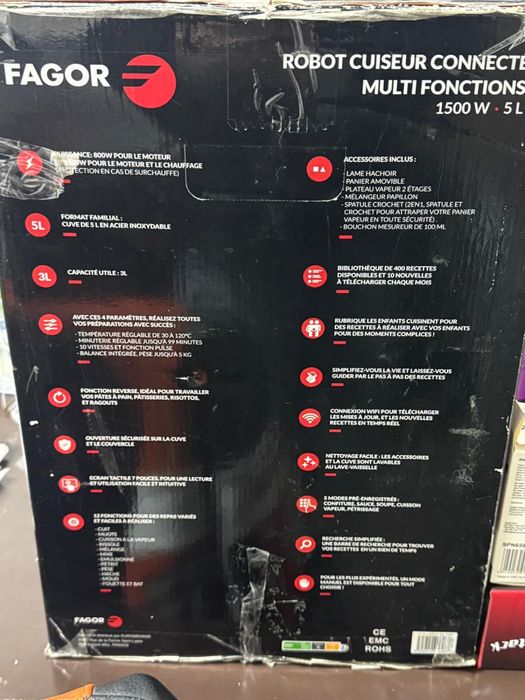 FAGOR
ROBOT CUISEUR CONNECTE
MULTI FONCTIONS
1500 W · 5 L
PUISSANCE: 800W POUR LE MOTEUR
POUR LE MOTEUR ET LE CHAUFFAGE
(PROTECTION EN CAS DE SURCHAUFFE)
5L
FORMAT FAMILIAL :
CUVE DE 5 L EN ACIER INOXYDABLE
3L
CAPACITÉ UTILE : 3L
AVEC CES 4 PARAMÈTRES, RÉALISEZ TOUTES
VOS PRÉPARATIONS AVEC SUCCÈS :
- TEMPÉRATURE RÉGLABLE DE 30 À 120°C
- MINUTERIE RÉGLABLE JUSQU'À 99 MINUTES
- 10 VITESSES ET FONCTION PULSE
- BALANCE INTÉGRÉE, PÈSE JUSQU'À 5 KG
FONCTION REVERSE, IDÉAL POUR TRAVAILLER
VOS PÂTES À PAIN, PÂTISSERIES, RISOTTOS,
ET RAGOUTS
OUVERTURE SÉCURISÉE SUR LA CUVE
ET LE COUVERCLE
ECRAN TACTILE 7 POUCES, POUR UNE LECTURE
ET UTILISATION FACILE ET INTUITIVE
12 FONCTIONS POUR DES REPAS VARIÉS
ET FACILES À RÉALISER :
- CUIT
- MIJOTE
- CUISSON À LA VAPEUR
- RISSOLE
- MÉLANGE
- MIXE
- EMULSIONNE
- PÉTRIT
- PÈSE
- HACHE
- MOUD
- FOUETTE ET BAT
ACCESSOIRES INCLUS :
- LAME HACHOIR
- PANIER AMOVIBLE
- PLATEAU VAPEUR 2 ÉTAGES
- MÉLANGEUR PAPILLON
- SPATULE CROCHET (2EN1, SPATULE ET
CROCHET POUR ATTRAPER VOTRE PANIER
VAPEUR EN TOUTE SÉCURITÉ)
- BOUCHON MESUREUR DE 100 ML
BIBLIOTHÈQUE DE 400 RECETTES
DISPONIBLES ET 10 NOUVELLES
À TÉLÉCHARGER CHAQUE MOIS
RUBRIQUE LES ENFANTS CUISINENT POUR
DES RECETTES À RÉALISER AVEC VOS ENFANTS
POUR DES MOMENTS COMPLICES !
SIMPLIFIEZ-VOUS LA VIE ET LAISSEZ-VOUS
GUIDER PAR LE PAS À PAS DES RECETTES
CONNEXION WIFI POUR TÉLÉCHARGER
LES MISES À JOUR, ET LES NOUVELLES
RECETTES EN TEMPS RÉEL
NETTOYAGE FACILE : LES ACCESSOIRES
ET LA CUVE SONT LAVABLES
AU LAVE-VAISSELLE
5 MODES PRÉ-ENREGISTRÉS :
CONFITURE, SAUCE, SOUPE, CUISSON
VAPEUR, PÉTRISSAGE
RECHERCHE SIMPLIFIÉE :
UNE BARRE DE RECHERCHE POUR TROUVER
VOS RECETTES EN UN RIEN DE TEMPS
POUR LES PLUS EXPÉRIMENTÉS, UN MODE
MANUEL EST DISPONIBLE POUR TOUT
CHASSER !
FAGOR
CE
EMC
ROHS